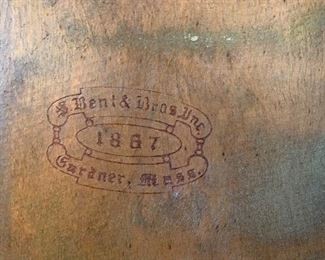 S. Bent & Bros. Inc.
1867
Gardner, Mass.